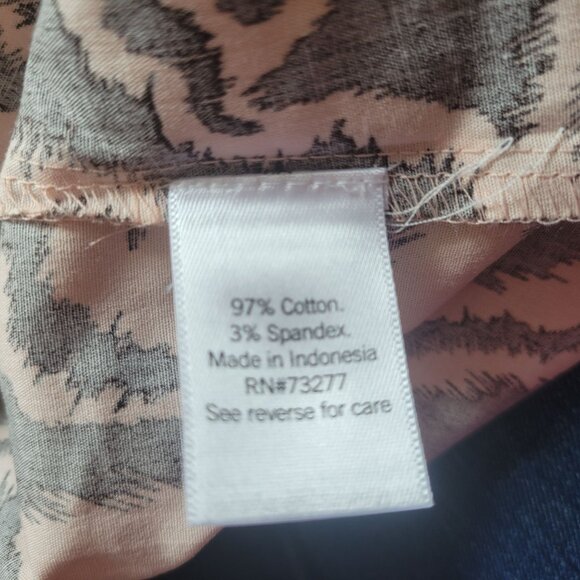 97% Cotton.
3% Spandex.
Made in Indonesia
RN#73277
See reverse for care